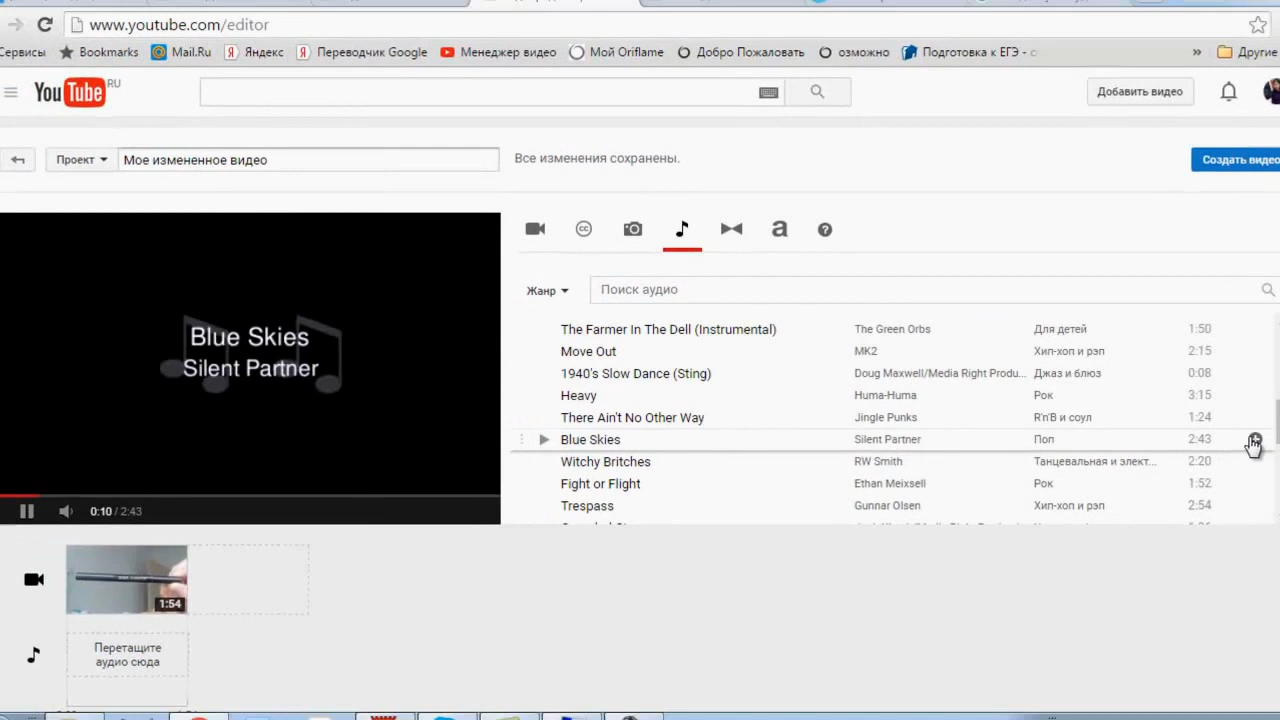 www.youtube.com/editor
Сервисы Bookmarks Mail.Ru Яндекс Переводчик Google Менеджер видео Мой Oriflame Добро Пожаловать озможно Подготовка к ЕГЭ - » Другие
YouTube RU Добавить видео
Проект Мое измененное видео Все изменения сохранены. Создать видео
Жанр Поиск аудио
The Farmer In The Dell (Instrumental) The Green Orbs Для детей 1:50
Move Out MK2 Хип-хоп и рэп 2:15
1940's Slow Dance (Sting) Doug Maxwell/Media Right Produ... Джаз и блюз 0:08
Heavy Huma-Huma Рок 3:15
There Ain't No Other Way Jingle Punks R'n'B и соул 1:24
Blue Skies Silent Partner Поп 2:43
Witchy Britches RW Smith Танцевальная и элект... 2:20
Fight or Flight Ethan Meixsell Рок 1:52
Trespass Gunnar Olsen Хип-хоп и рэп 2:54
Blue Skies
Silent Partner
0:10 / 2:43
1:54
Перетащите
аудио сюда